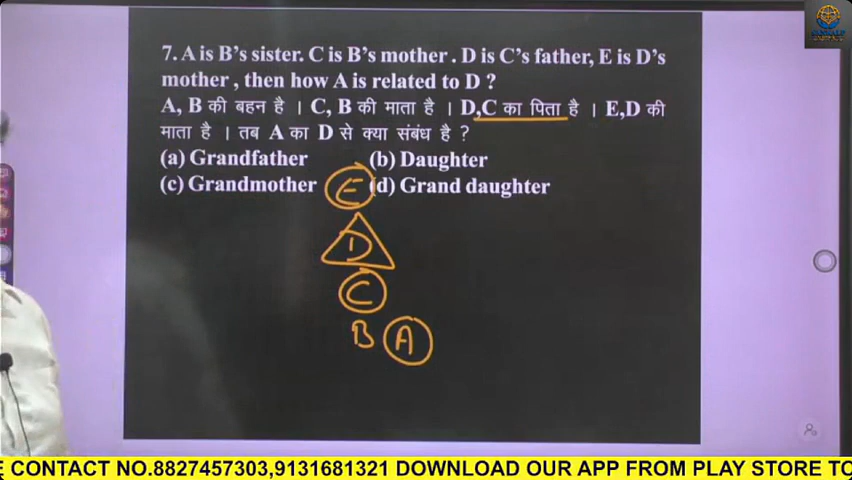 7. A is B's sister. C is B's mother . D is C's father, E is D's
mother , then how A is related to D ?
A, B की बहन है । C, B की माता है । D,C का पिता है । E,D की
माता है । तब A का D से क्या संबंध है ?
(a) Grandfather (b) Daughter
(c) Grandmother (d) Grand daughter
E
D
C
B A
E CONTACT NO.8827457303,9131681321 DOWNLOAD OUR APP FROM PLAY STORE TO